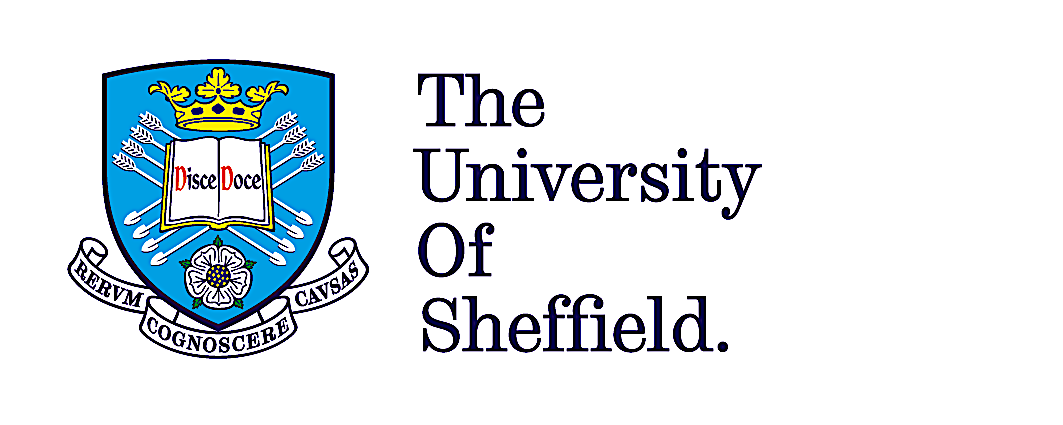 Disce Doce
RERVM COGNOSCERE CAVSAS
The
University
Of
Sheffield.